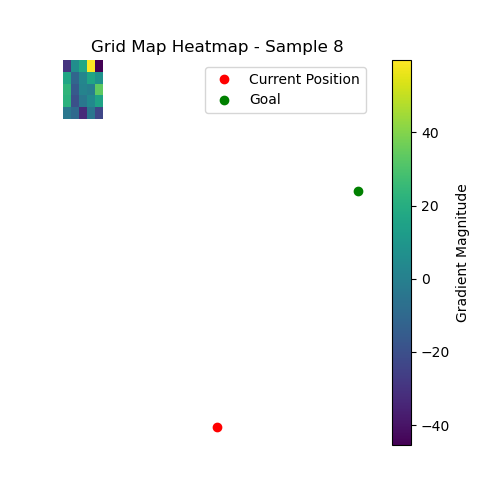 Grid Map Heatmap - Sample 8
Current Position
Goal
40
20
0
−20
−40
Gradient Magnitude